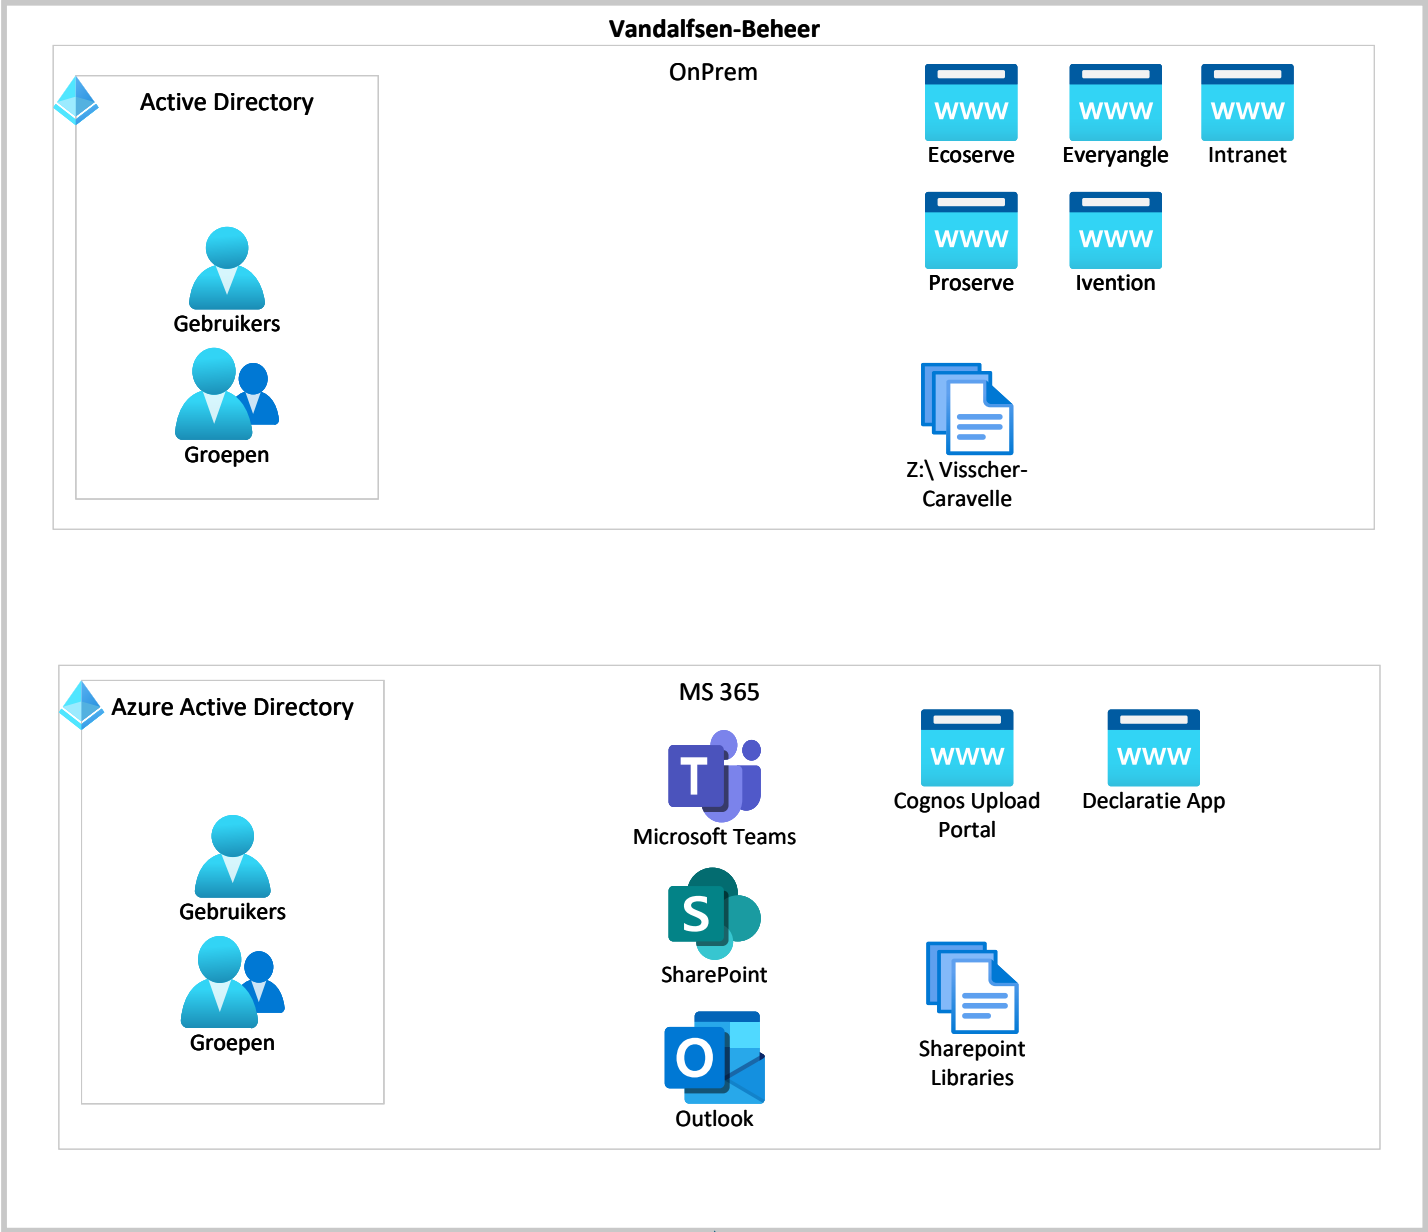 Vandalfsen-Beheer
OnPrem
Active Directory
Gebruikers
Groepen
www
Ecoserve
www
Everyangle
www
Intranet
www
Proserve
www
Ivention
Z:\ Visscher-
Caravelle
MS 365
Azure Active Directory
Gebruikers
Groepen
T
Microsoft Teams
S
SharePoint
O
Outlook
www
Cognos Upload
Portal
www
Declaratie App
Sharepoint
Libraries